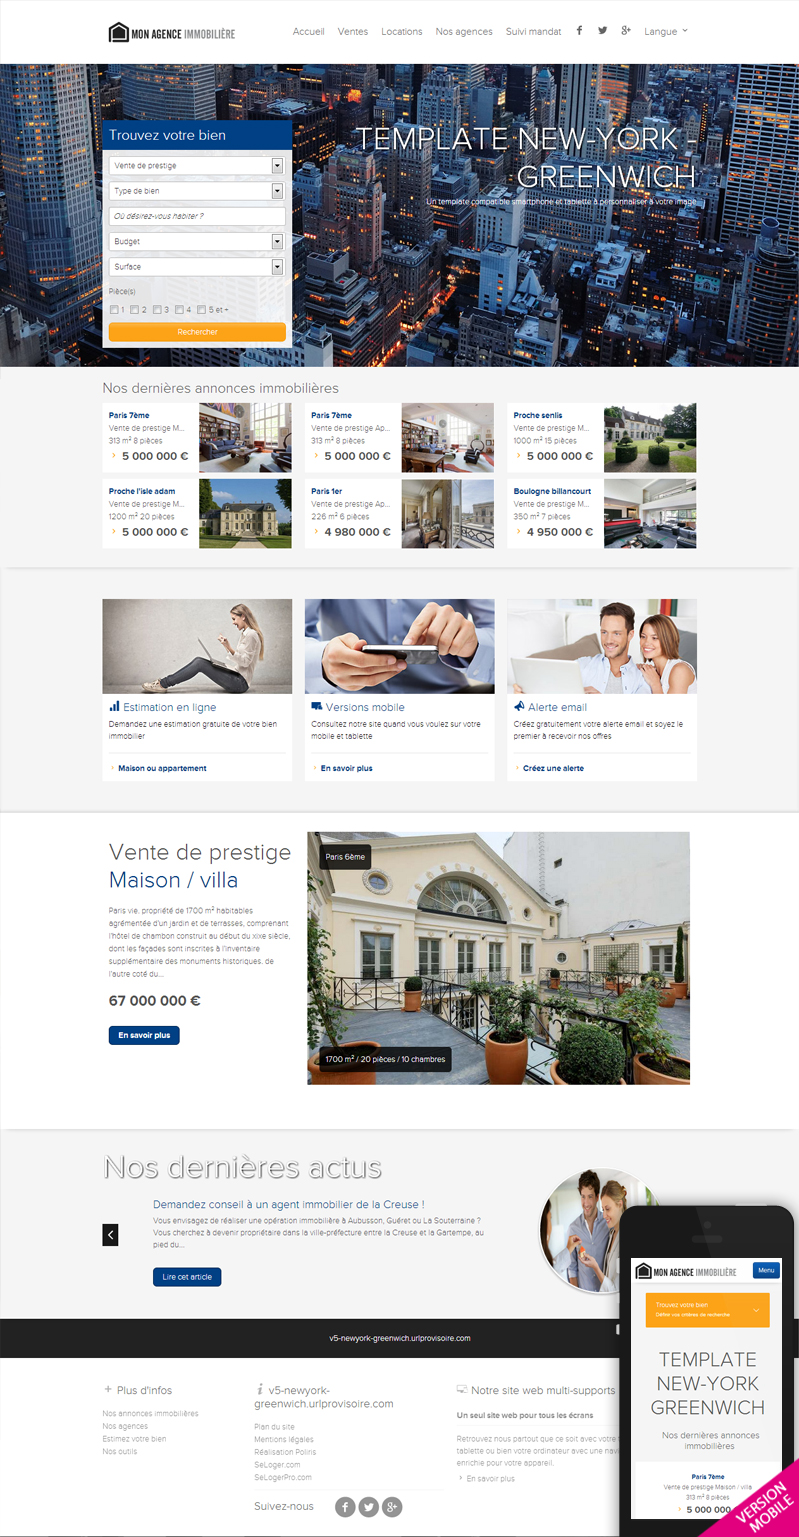 MON AGENCE IMMOBILIÈRE
Accueil Ventes Locations Nos agences Suivi mandat Langue
Trouvez votre bien
Vente de prestige
Type de bien
Où désirez-vous habiter ?
Budget
Surface
Pièce(s)
1 2 3 4 5 et +
Rechercher
TEMPLATE NEW-YORK -
GREENWICH
Un template compatible smartphone et tablette à personnaliser à votre image
Nos dernières annonces immobilières
Paris 7ème
Vente de prestige M...
313 m² 8 pièces
5 000 000 €
Paris 7ème
Vente de prestige Ap...
313 m² 8 pièces
5 000 000 €
Proche senlis
Vente de prestige M...
1000 m² 15 pièces
5 000 000 €
Proche l'isle adam
Vente de prestige M...
1200 m² 20 pièces
5 000 000 €
Paris 1er
Vente de prestige Ap...
226 m² 6 pièces
4 980 000 €
Boulogne billancourt
Vente de prestige M...
350 m² 7 pièces
4 950 000 €
Estimation en ligne
Demandez une estimation gratuite de votre bien
immobilier
Maison ou appartement
Versions mobile
Consultez notre site quand vous voulez sur votre
mobile et tablette
En savoir plus
Alerte email
Créez gratuitement votre alerte email et soyez le
premier à recevoir nos offres
Créez une alerte
Vente de prestige
Maison / villa
Paris vie, propriété de 1700 m² habitables
agrémentée d'un jardin et de terrasses, comprenant
l'hôtel de chambon construit au début du xixe siècle,
dont les façades sont inscrites à l'inventaire
supplémentaire des monuments historiques. de
l'autre coté du...
67 000 000 €
En savoir plus
Paris 6ème
1700 m² / 20 pièces / 10 chambres
Nos dernières actus
Demandez conseil à un agent immobilier de la Creuse !
Vous envisagez de réaliser une opération immobilière à Aubusson, Guéret ou La Souterraine ?
Vous cherchez à devenir propriétaire dans la ville-préfecture entre la Creuse et la Gartempe, au
pied du...
Lire cet article
v5-newyork-greenwich.urlprovisoire.com
Plus d'infos
Nos annonces immobilières
Nos agences
Estimez votre bien
Nos outils
v5-newyork-
greenwich.urlprovisoire.com
Plan du site
Mentions légales
Réalisation Poliris
SeLoger.com
SeLogerPro.com
Suivez-nous
Notre site web multi-supports
Un seul site web pour tous les écrans
Retrouvez nous partout que ce soit avec votre
tablette ou bien votre ordinateur avec une
enrichie pour votre appareil.
En savoir plus
MON AGENCE IMMOBILIÈRE
Menu
Trouvez votre bien
Définir vos critères de recherche
TEMPLATE
NEW-YORK
GREENWICH
Nos dernières annonces
immobilières
Paris 7ème
Vente de prestige Maison / villa
313 m² 8 pièces
5 000 000 €
VERSION
MOBILE